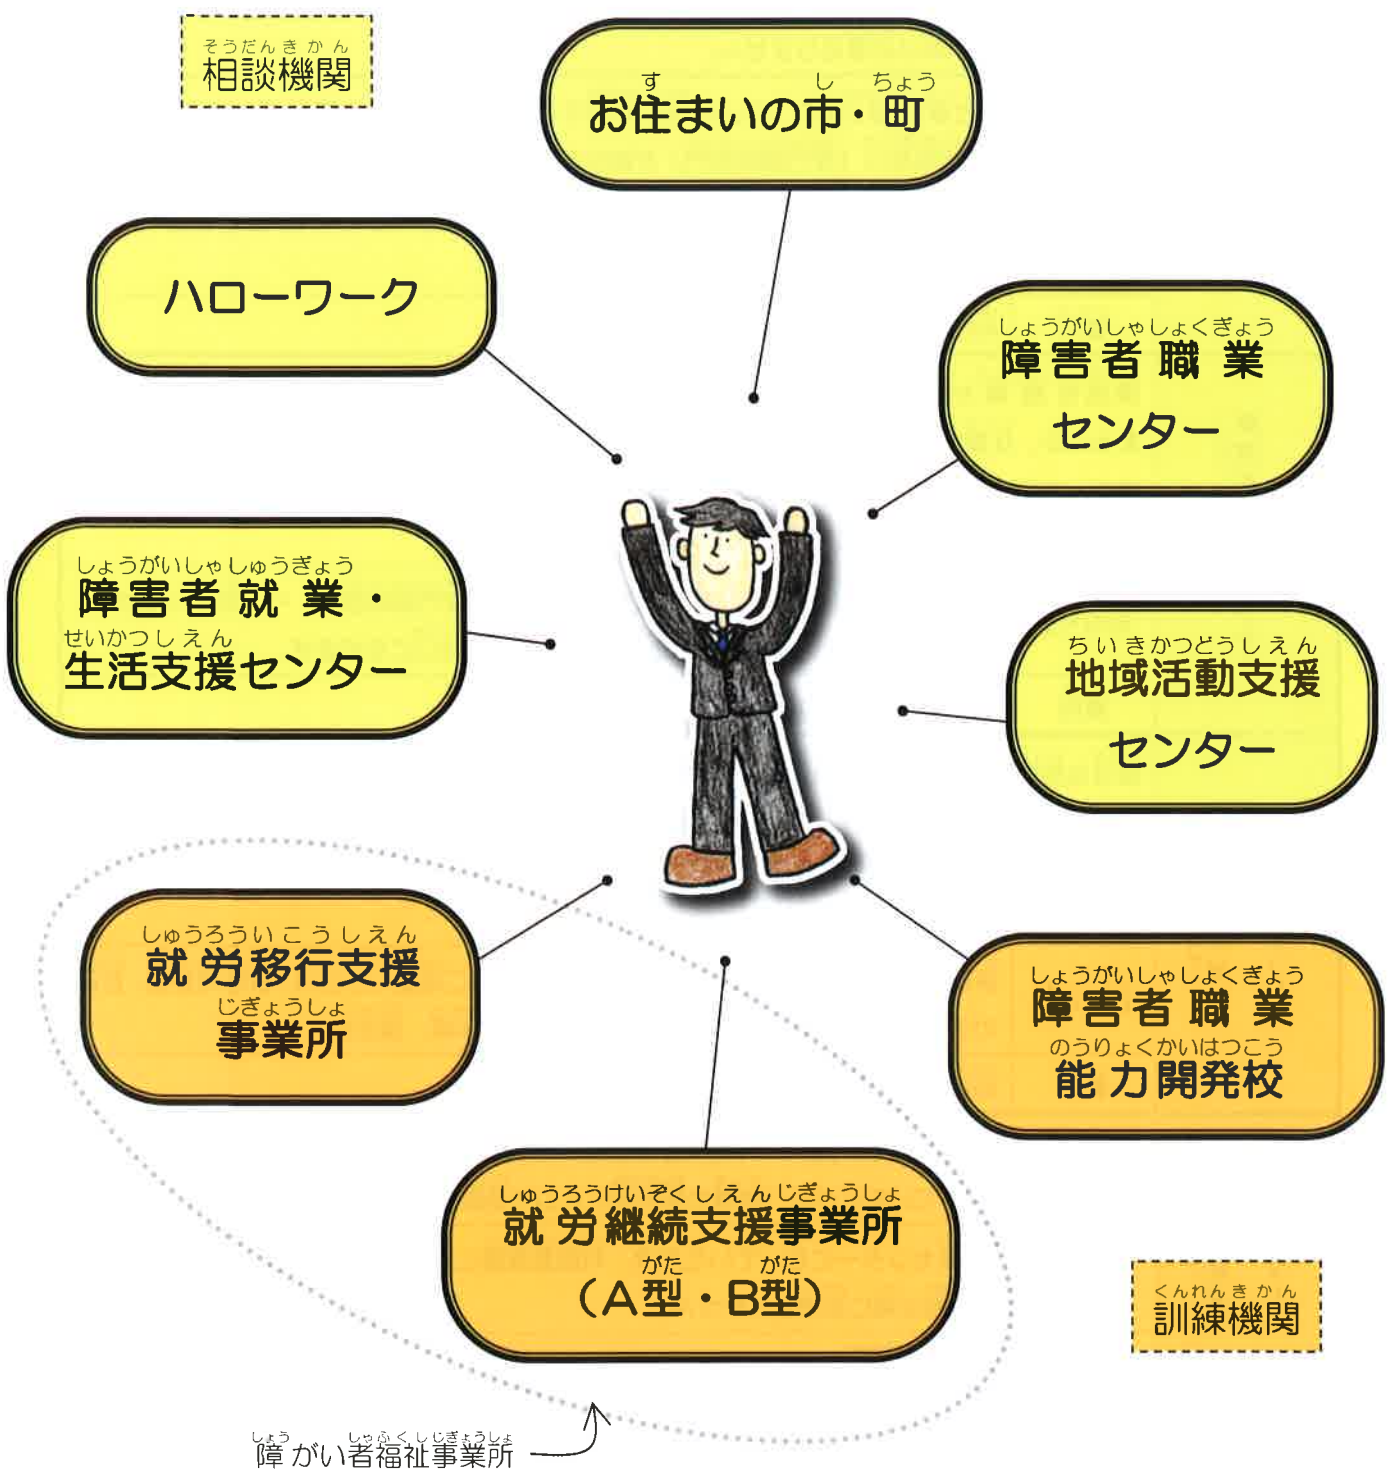 そうだんきかん
相談機関
す し ちょう
お住まいの市・町
ハローワーク
しょうがいしゃしょくぎょう
障害者職業
センター
しょうがいしゃしゅうぎょう
障害者就業・
せいかつしえん
生活支援センター
ちいきかつどうしえん
地域活動支援
センター
しゅうろういこうしえん
就労移行支援
じぎょうしょ
事業所
しょうがいしゃしょくぎょう
障害者職業
のうりょくかいはつこう
能力開発校
しゅうろうけいぞくしえんじぎょうしょ
就労継続支援事業所
がた がた
(A型・B型)
くんれんきかん
訓練機関
しょう しゃふくしじぎょうしょ
障がい者福祉事業所